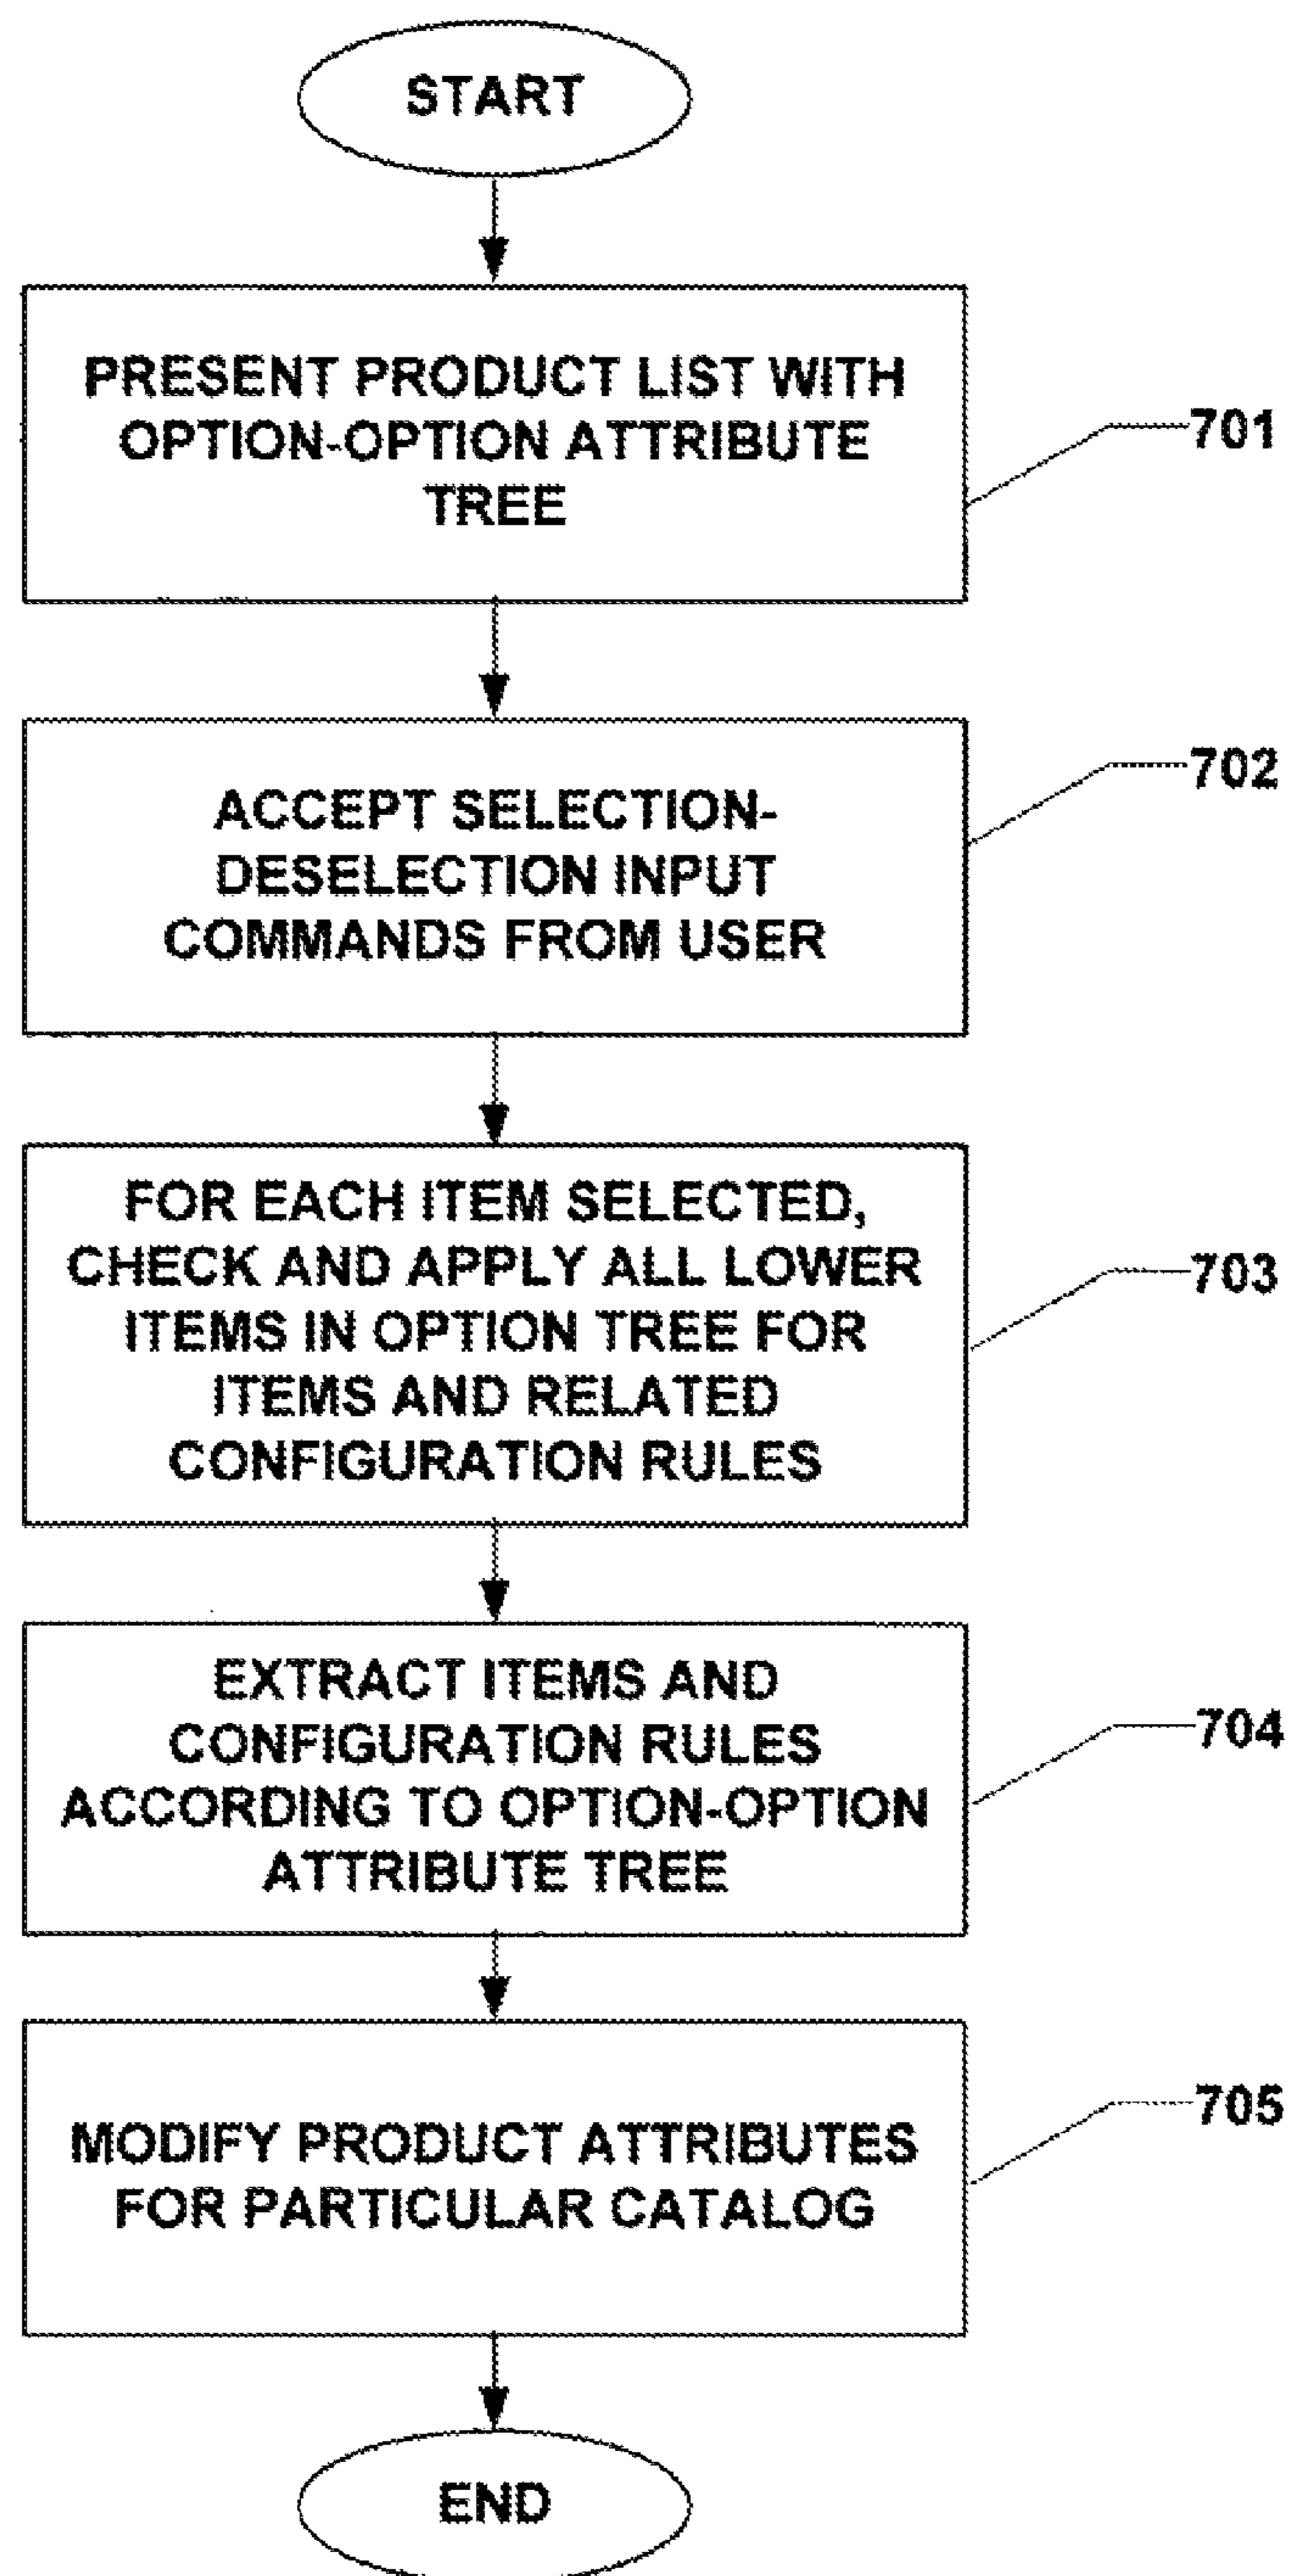 START
PRESENT PRODUCT LIST WITH
OPTION-OPTION ATTRIBUTE
TREE
701
ACCEPT SELECTION-
DESELECTION INPUT
COMMANDS FROM USER
702
FOR EACH ITEM SELECTED,
CHECK AND APPLY ALL LOWER
ITEMS IN OPTION TREE FOR
ITEMS AND RELATED
CONFIGURATION RULES
703
EXTRACT ITEMS AND
CONFIGURATION RULES
ACCORDING TO OPTION-OPTION
ATTRIBUTE TREE
704
MODIFY PRODUCT ATTRIBUTES
FOR PARTICULAR CATALOG
705
END